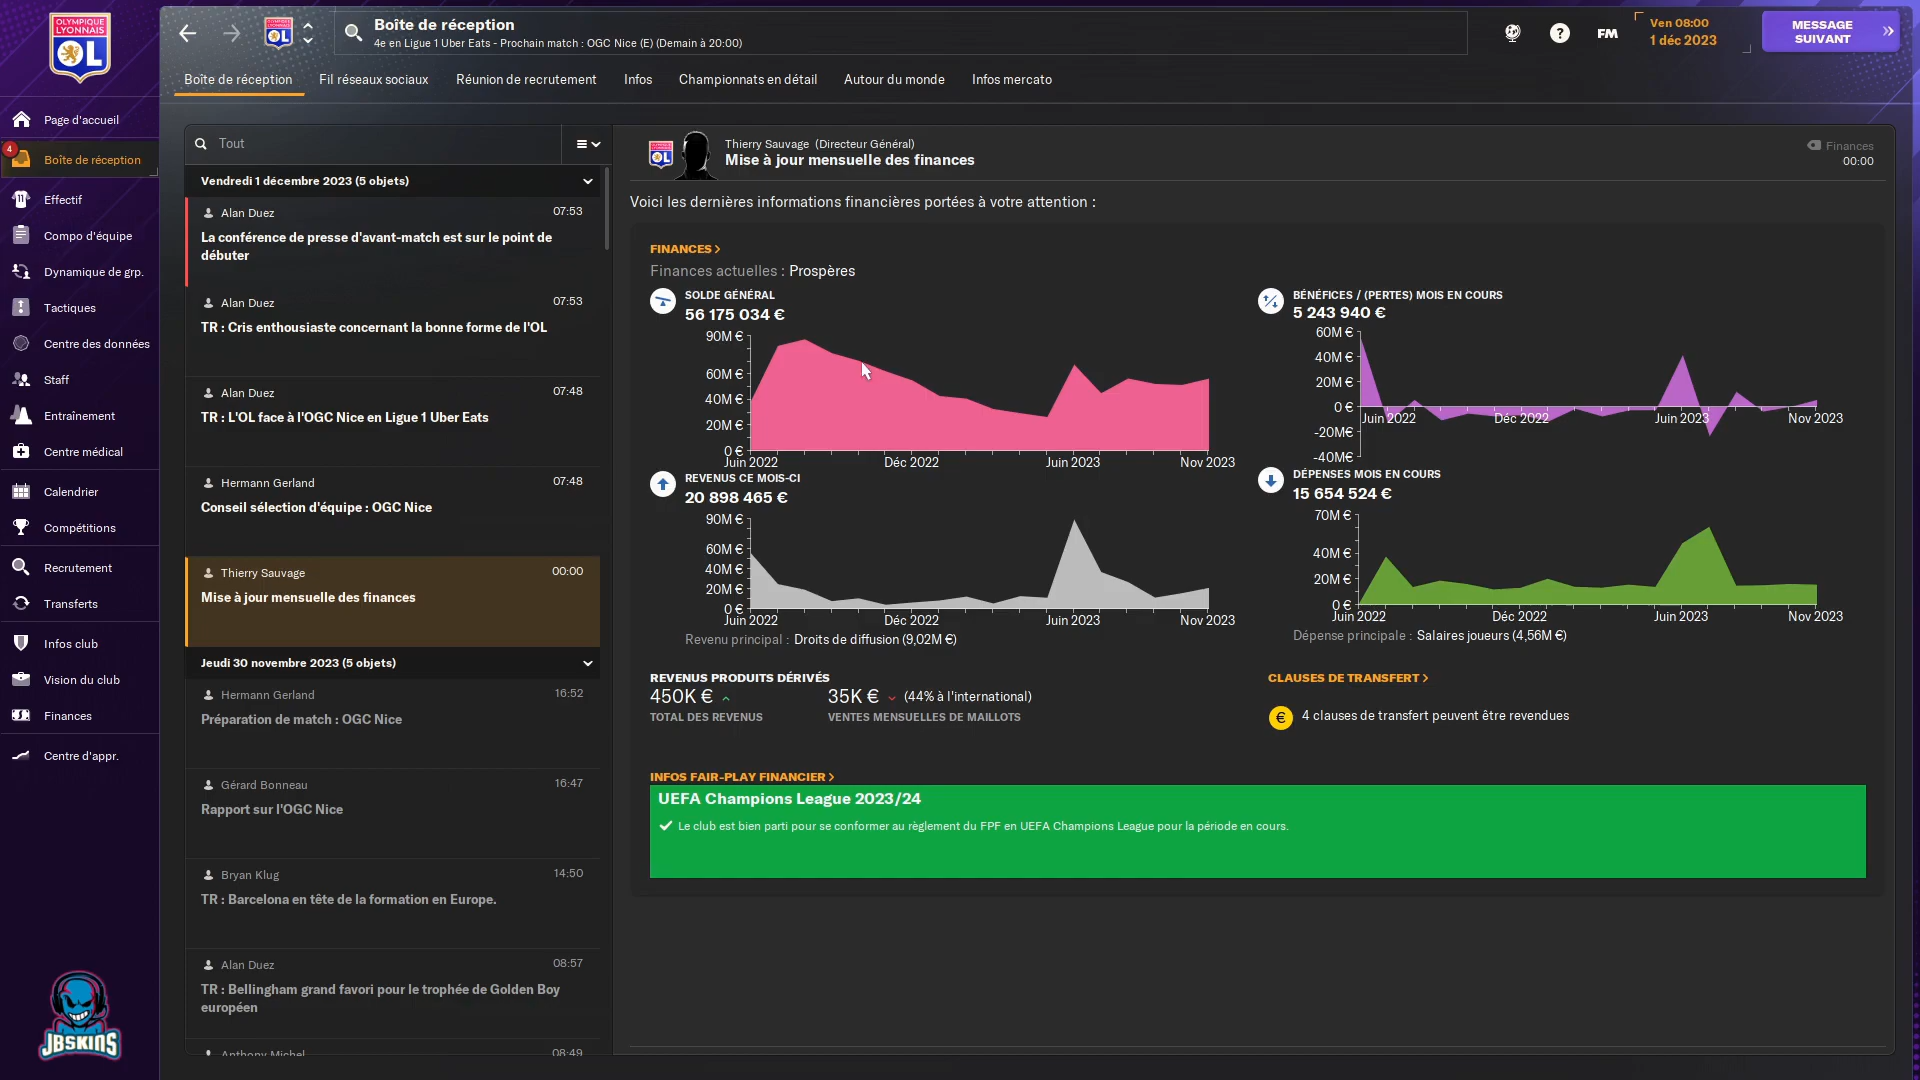 OLYMPIQUE
LYONNAIS
OL
Boîte de réception
4e en Ligue 1 Uber Eats - Prochain match : OGC Nice (E) (Demain à 20:00)
FM
Ven 08:00
1 déc 2023
MESSAGE
SUIVANT
Boîte de réception
Fil réseaux sociaux
Réunion de recrutement
Infos
Championnats en détail
Autour du monde
Infos mercato
Page d'accueil
4
Boîte de réception
Effectif
Compo d'équipe
Dynamique de grp.
Tactiques
Centre des données
Staff
Entraînement
Centre médical
Calendrier
Compétitions
Recrutement
Transferts
Infos club
Vision du club
Finances
Centre d'appr.
JBSKINS
Tout
Vendredi 1 décembre 2023 (5 objets)
Alan Duez 07:53
La conférence de presse d'avant-match est sur le point de
débuter
Alan Duez 07:53
TR : Cris enthousiaste concernant la bonne forme de l'OL
Alan Duez 07:48
TR : L'OL face à l'OGC Nice en Ligue 1 Uber Eats
Hermann Gerland 07:48
Conseil sélection d'équipe : OGC Nice
Thierry Sauvage 00:00
Mise à jour mensuelle des finances
Jeudi 30 novembre 2023 (5 objets)
Hermann Gerland 16:52
Préparation de match : OGC Nice
Gérard Bonneau 16:47
Rapport sur l'OGC Nice
Bryan Klug 14:50
TR : Barcelona en tête de la formation en Europe.
Alan Duez 08:57
TR : Bellingham grand favori pour le trophée de Golden Boy
européen
Anthony Michel 08:49
Thierry Sauvage (Directeur Général)
Mise à jour mensuelle des finances
Finances
00:00
Voici les dernières informations financières portées à votre attention :
FINANCES >
Finances actuelles : Prospères
SOLDE GÉNÉRAL
56 175 034 €
90M €
60M €
40M €
20M €
0 €
Juin 2022 Déc 2022 Juin 2023 Nov 2023
BÉNÉFICES / (PERTES) MOIS EN COURS
5 243 940 €
60M €
40M €
20M €
0 €
-20M€
-40M€
Juin 2022 Déc 2022 Juin 2023 Nov 2023
REVENUS CE MOIS-CI
20 898 465 €
90M €
60M €
40M €
20M €
0 €
Juin 2022 Déc 2022 Juin 2023 Nov 2023
Revenu principal : Droits de diffusion (9,02M €)
DÉPENSES MOIS EN COURS
15 654 524 €
70M €
40M €
20M €
0 €
Juin 2022 Déc 2022 Juin 2023 Nov 2023
Dépense principale : Salaires joueurs (4,56M €)
REVENUS PRODUITS DÉRIVÉS
450K € 35K € (44% à l'international)
TOTAL DES REVENUS VENTES MENSUELLES DE MAILLOTS
CLAUSES DE TRANSFERT >
4 clauses de transfert peuvent être revendues
INFOS FAIR-PLAY FINANCIER >
UEFA Champions League 2023/24
Le club est bien parti pour se conformer au règlement du FPF en UEFA Champions League pour la période en cours.